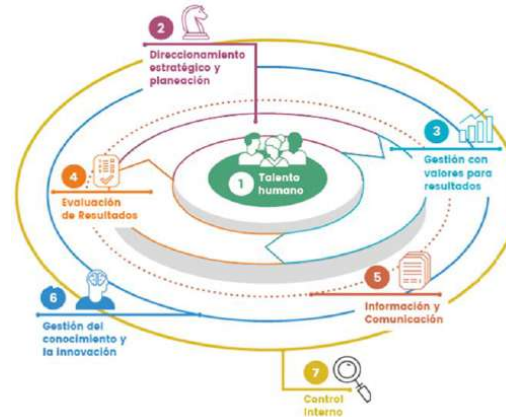 2
Direccionamiento
estratégico y
planeación
3
Gestión con
valores para
resultados
1
Talento
humano
4
Evaluación
de Resultados
5
Información y
Comunicación
6
Gestión del
conocimiento y
la innovación
7
Control
Interno